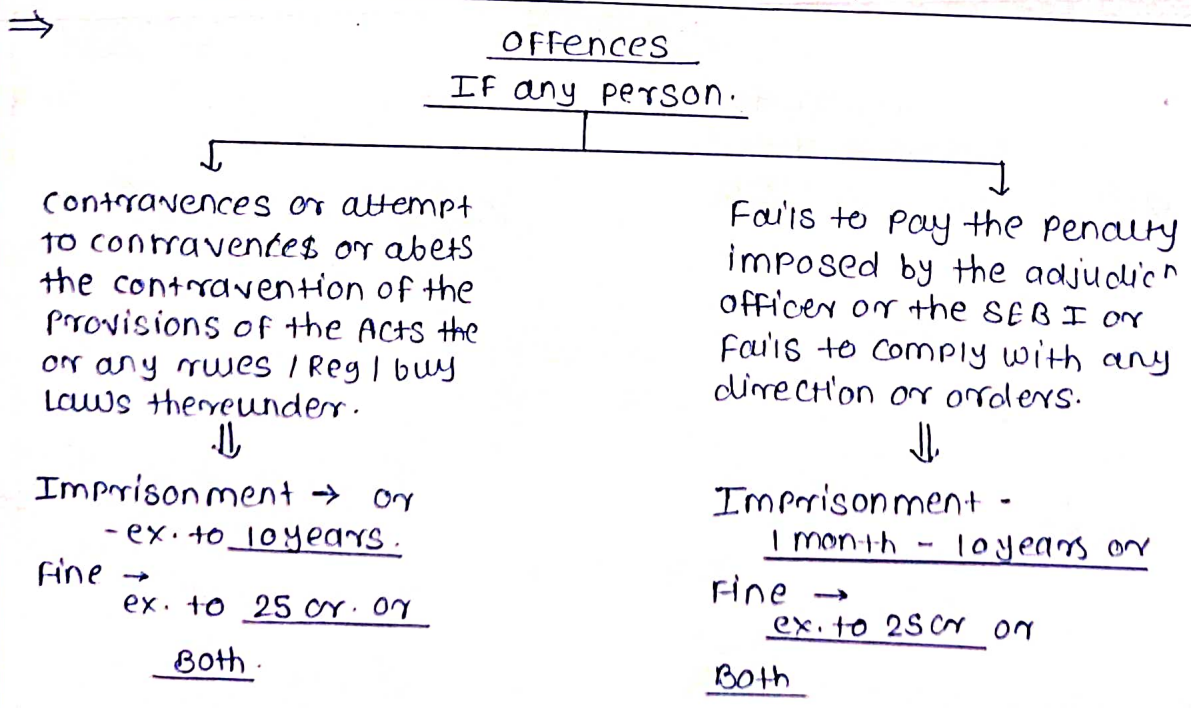 ⇒
Offences
If any person.
Contravences or attempt
to contravences or abets
the contravention of the
Provisions of the Acts the
or any rules / Reg / buy
Laws thereunder.
Imprisonment → or
- ex. to 10 years.
Fine →
ex. to 25 cr. or
Both.
Fails to Pay the Penalty
imposed by the adjudicn
officer or the SEBI or
Fails to comply with any
direction or orders.
Imprisonment -
1 month - 10 years or
Fine →
ex. to 25 cr or
Both